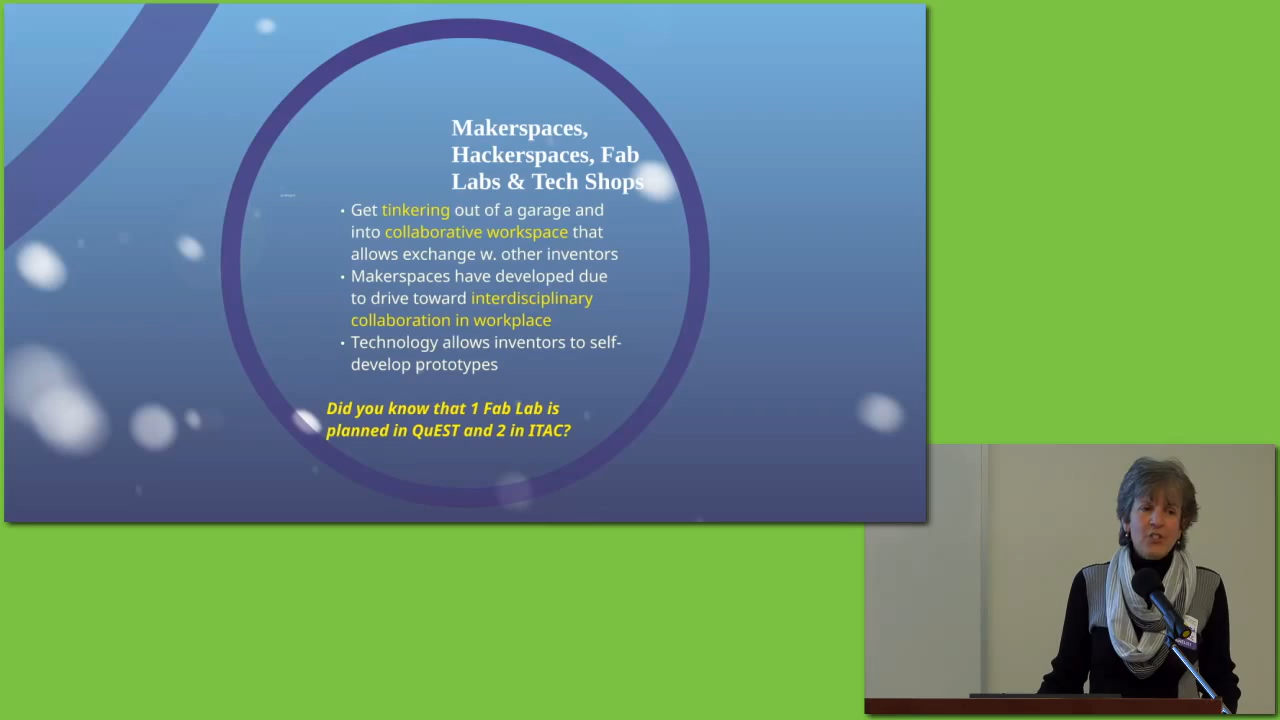 Makerspaces,
Hackerspaces, Fab
Labs & Tech Shops
• Get tinkering out of a garage and
into collaborative workspace that
allows exchange w. other inventors
• Makerspaces have developed due
to drive toward interdisciplinary
collaboration in workplace
• Technology allows inventors to self-
develop prototypes
Did you know that 1 Fab Lab is
planned in QuEST and 2 in ITAC?